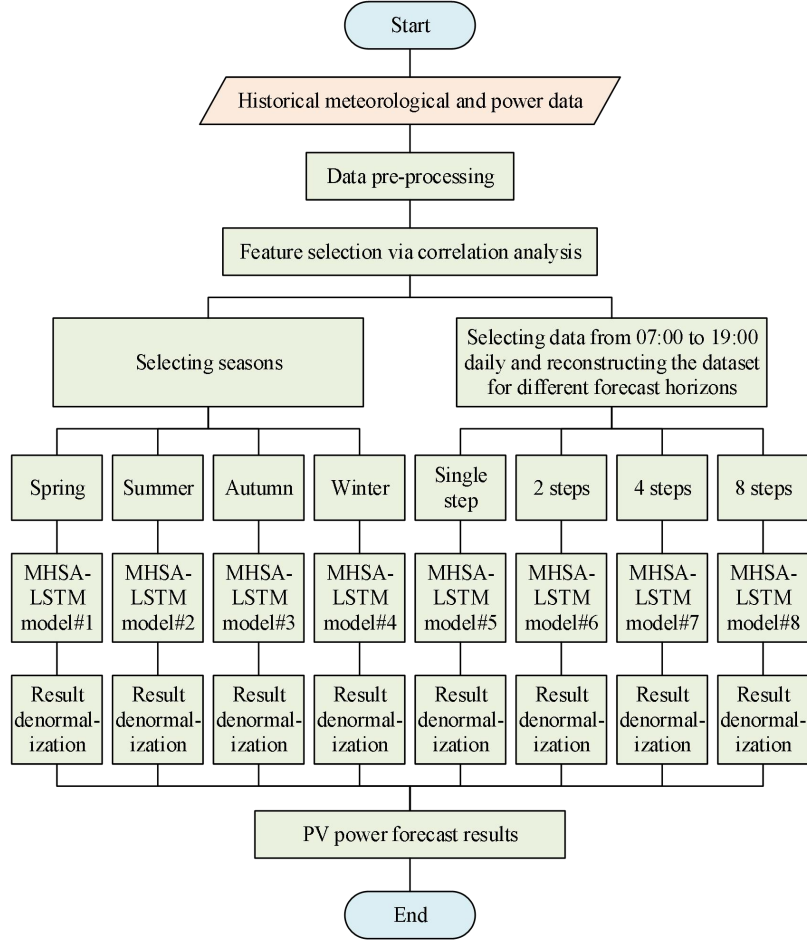 Start
Historical meteorological and power data
Data pre-processing
Feature selection via correlation analysis
Selecting seasons
Selecting data from 07:00 to 19:00
daily and reconstructing the dataset
for different forecast horizons
Spring
Summer
Autumn
Winter
Single
step
2 steps
4 steps
8 steps
MHSA-
LSTM
model#1
MHSA-
LSTM
model#2
MHSA-
LSTM
model#3
MHSA-
LSTM
model#4
MHSA-
LSTM
model#5
MHSA-
LSTM
model#6
MHSA-
LSTM
model#7
MHSA-
LSTM
model#8
Result
denormal-
ization
Result
denormal-
ization
Result
denormal-
ization
Result
denormal-
ization
Result
denormal-
ization
Result
denormal-
ization
Result
denormal-
ization
Result
denormal-
ization
PV power forecast results
End